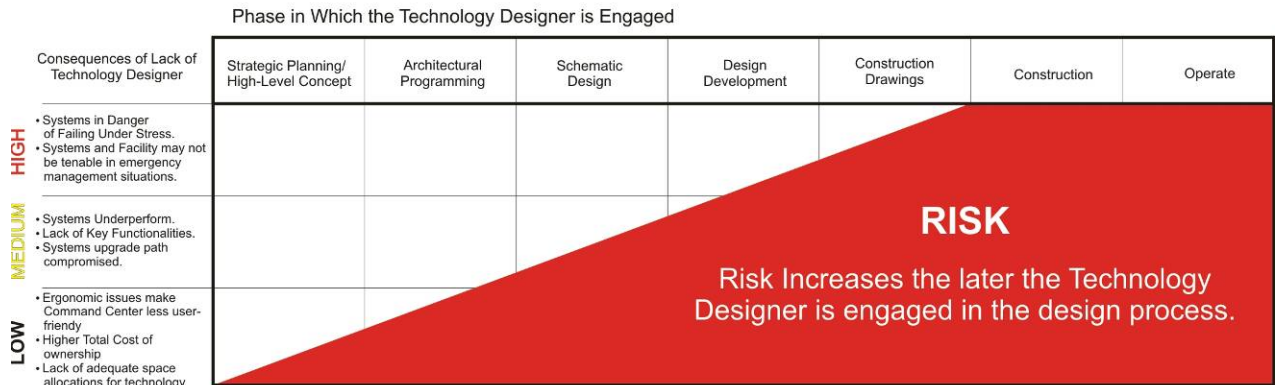 Phase in Which the Technology Designer is Engaged
Consequences of Lack of
Technology Designer
Strategic Planning/
High-Level Concept
Architectural
Programming
Schematic
Design
Design
Development
Construction
Drawings
Construction
Operate
HIGH
• Systems in Danger
of Failing Under Stress.
• Systems and Facility may not
be tenable in emergency
management situations.
MEDIUM
• Systems Underperform.
• Lack of Key Functionalities.
• Systems upgrade path
compromised.
LOW
• Ergonomic issues make
Command Center less user-
friendly
• Higher Total Cost of
ownership
• Lack of adequate space
allocations for technology
RISK
Risk Increases the later the Technology
Designer is engaged in the design process.